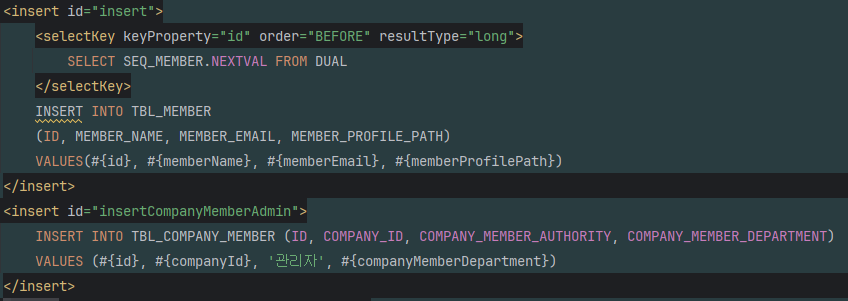 <insert id="insert">
<selectKey keyProperty="id" order="BEFORE" resultType="long">
SELECT SEQ_MEMBER.NEXTVAL FROM DUAL
</selectKey>
INSERT INTO TBL_MEMBER
(ID, MEMBER_NAME, MEMBER_EMAIL, MEMBER_PROFILE_PATH)
VALUES(#{id}, #{memberName}, #{memberEmail}, #{memberProfilePath})
</insert>
<insert id="insertCompanyMemberAdmin">
INSERT INTO TBL_COMPANY_MEMBER (ID, COMPANY_ID, COMPANY_MEMBER_AUTHORITY, COMPANY_MEMBER_DEPARTMENT)
VALUES (#{id}, #{companyId}, '관리자', #{companyMemberDepartment})
</insert>